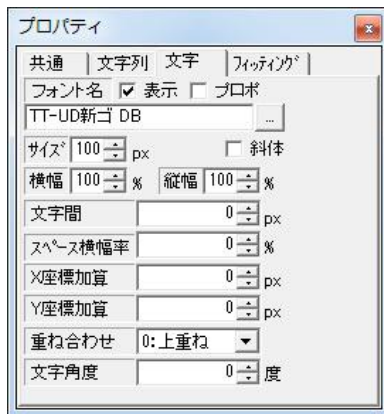 プロパティ
共通 文字列 文字 フィッティング
フォント名 表示 プロポ
TT-UD新ゴ DB ...
サイズ 100 px 斜体
横幅 100 % 縦幅 100 %
文字間 0 px
スペース横幅率 0 %
X座標加算 0 px
Y座標加算 0 px
重ね合わせ 0:上重ね
文字角度 0 度